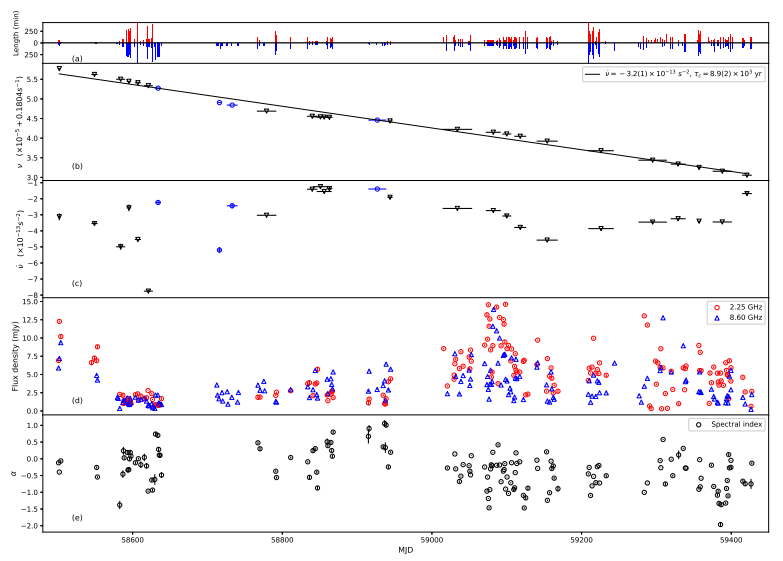 Length (min)
250
0
250
(a)
ν (×10⁻⁵ + 0.1804s⁻¹)
5.5
5.0
4.5
4.0
3.5
3.0
ν̇ = −3.2(1) × 10⁻¹³ s⁻², τc = 8.9(2) × 10³ yr
(b)
ν̇ (×10⁻¹³s⁻²)
−1
−2
−3
−4
−5
−6
−7
−8
(c)
Flux density (mJy)
15.0
12.5
10.0
7.5
5.0
2.5
0.0
2.25 GHz
8.60 GHz
(d)
α
1.0
0.5
0.0
−0.5
−1.0
−1.5
−2.0
Spectral index
(e)
58600
58800
59000
59200
59400
MJD